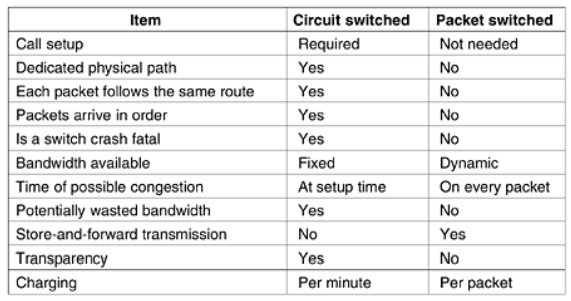 Item Circuit switched Packet switched
Call setup Required Not needed
Dedicated physical path Yes No
Each packet follows the same route Yes No
Packets arrive in order Yes No
Is a switch crash fatal Yes No
Bandwidth available Fixed Dynamic
Time of possible congestion At setup time On every packet
Potentially wasted bandwidth Yes No
Store-and-forward transmission No Yes
Transparency Yes No
Charging Per minute Per packet